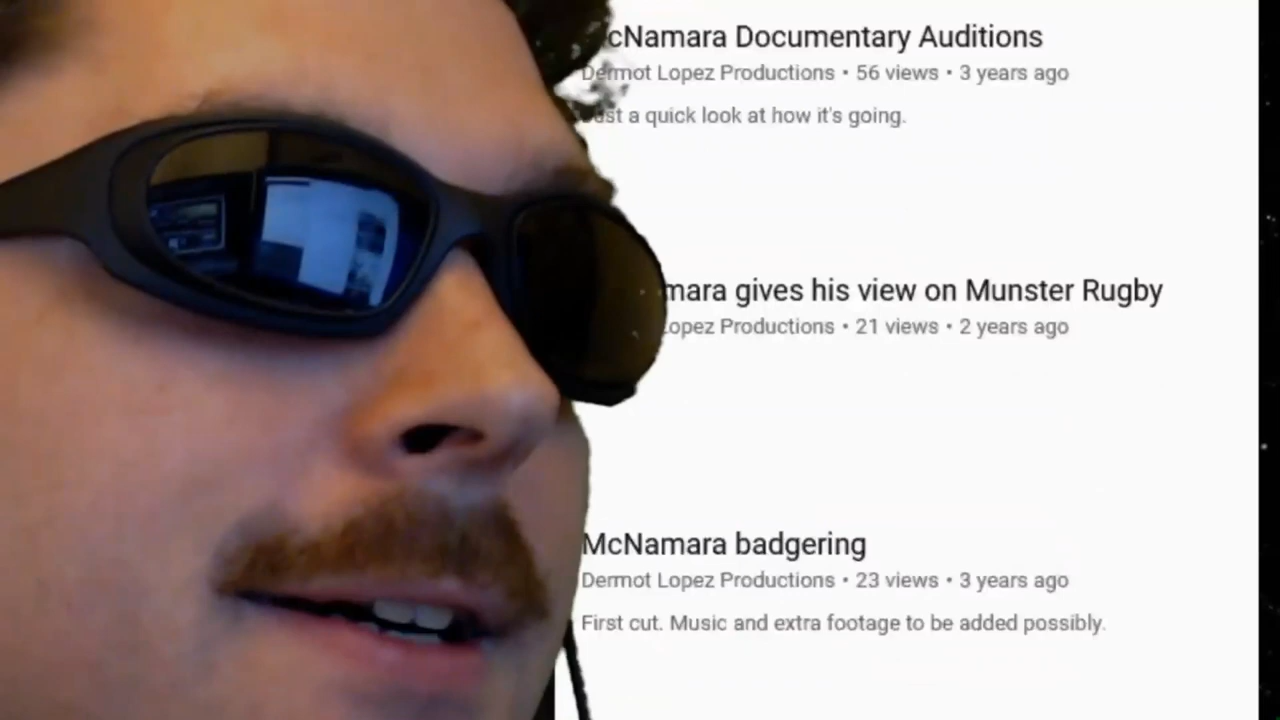 cNamara Documentary Auditions
Dermot Lopez Productions • 56 views • 3 years ago
Just a quick look at how it's going.
mara gives his view on Munster Rugby
Lopez Productions • 21 views • 2 years ago
McNamara badgering
Dermot Lopez Productions • 23 views • 3 years ago
First cut. Music and extra footage to be added possibly.